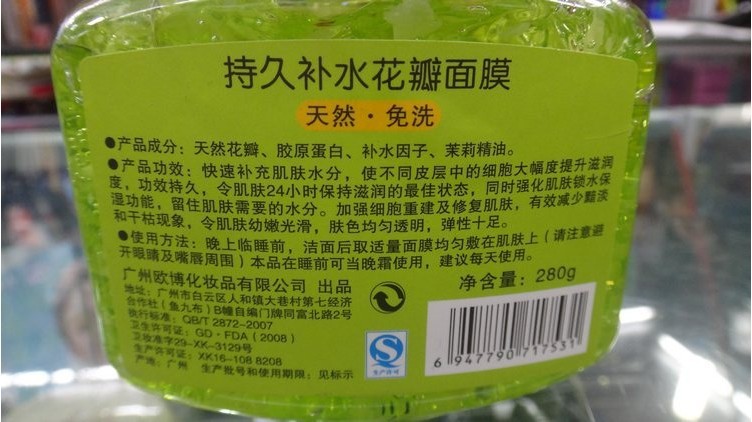 持久补水花瓣面膜
天然·免洗
●产品成分：天然花瓣、胶原蛋白、补水因子、茉莉精油。
●产品功效：快速补充肌肤水分，使不同皮层中的细胞大幅度提升滋润
度，功效持久，令肌肤24小时保持滋润的最佳状态，同时强化肌肤锁水保
湿功能，留住肌肤需要的水分。加强细胞重建及修复肌肤，有效减少黯淡
和干枯现象，令肌肤幼嫩光滑，肤色均匀透明，弹性十足。
●使用方法：晚上临睡前，洁面后取适量面膜均匀敷在肌肤上（请注意避
开眼睛及嘴唇周围）本品在睡前可当晚霜使用，建议每天使用。
广州欧博化妆品有限公司 出品
净含量：280g
地址：广州市白云区人和镇大巷村第七经济
合作社（鱼九布）B幢自编门牌同富北路2号
执行标准：QB/T 2872-2007
卫生许可证：GD·FDA（2008）
卫妆准字29-XK-3129号
生产许可证：XK16-108 8208
产地：广州 生产批号和使用期限：见标示
QS
生产许可
6 947790 717531